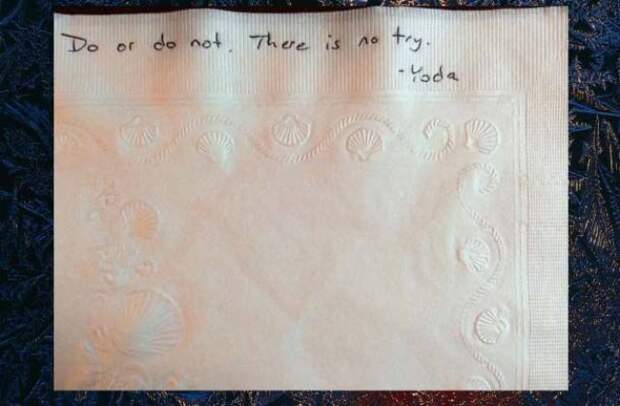 Do or do not. There is no try.
-Yoda